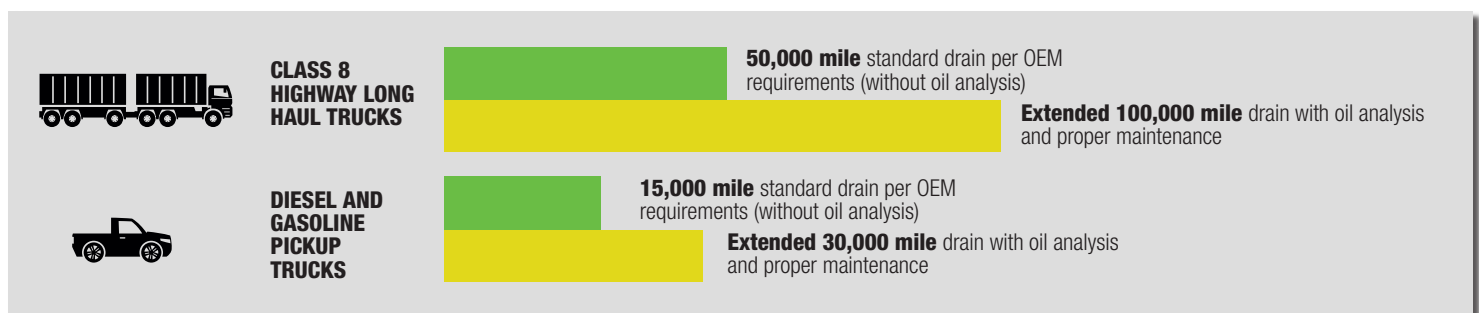 CLASS 8
HIGHWAY LONG
HAUL TRUCKS
50,000 mile standard drain per OEM
requirements (without oil analysis)
Extended 100,000 mile drain with oil analysis
and proper maintenance
DIESEL AND
GASOLINE
PICKUP
TRUCKS
15,000 mile standard drain per OEM
requirements (without oil analysis)
Extended 30,000 mile drain with oil analysis
and proper maintenance